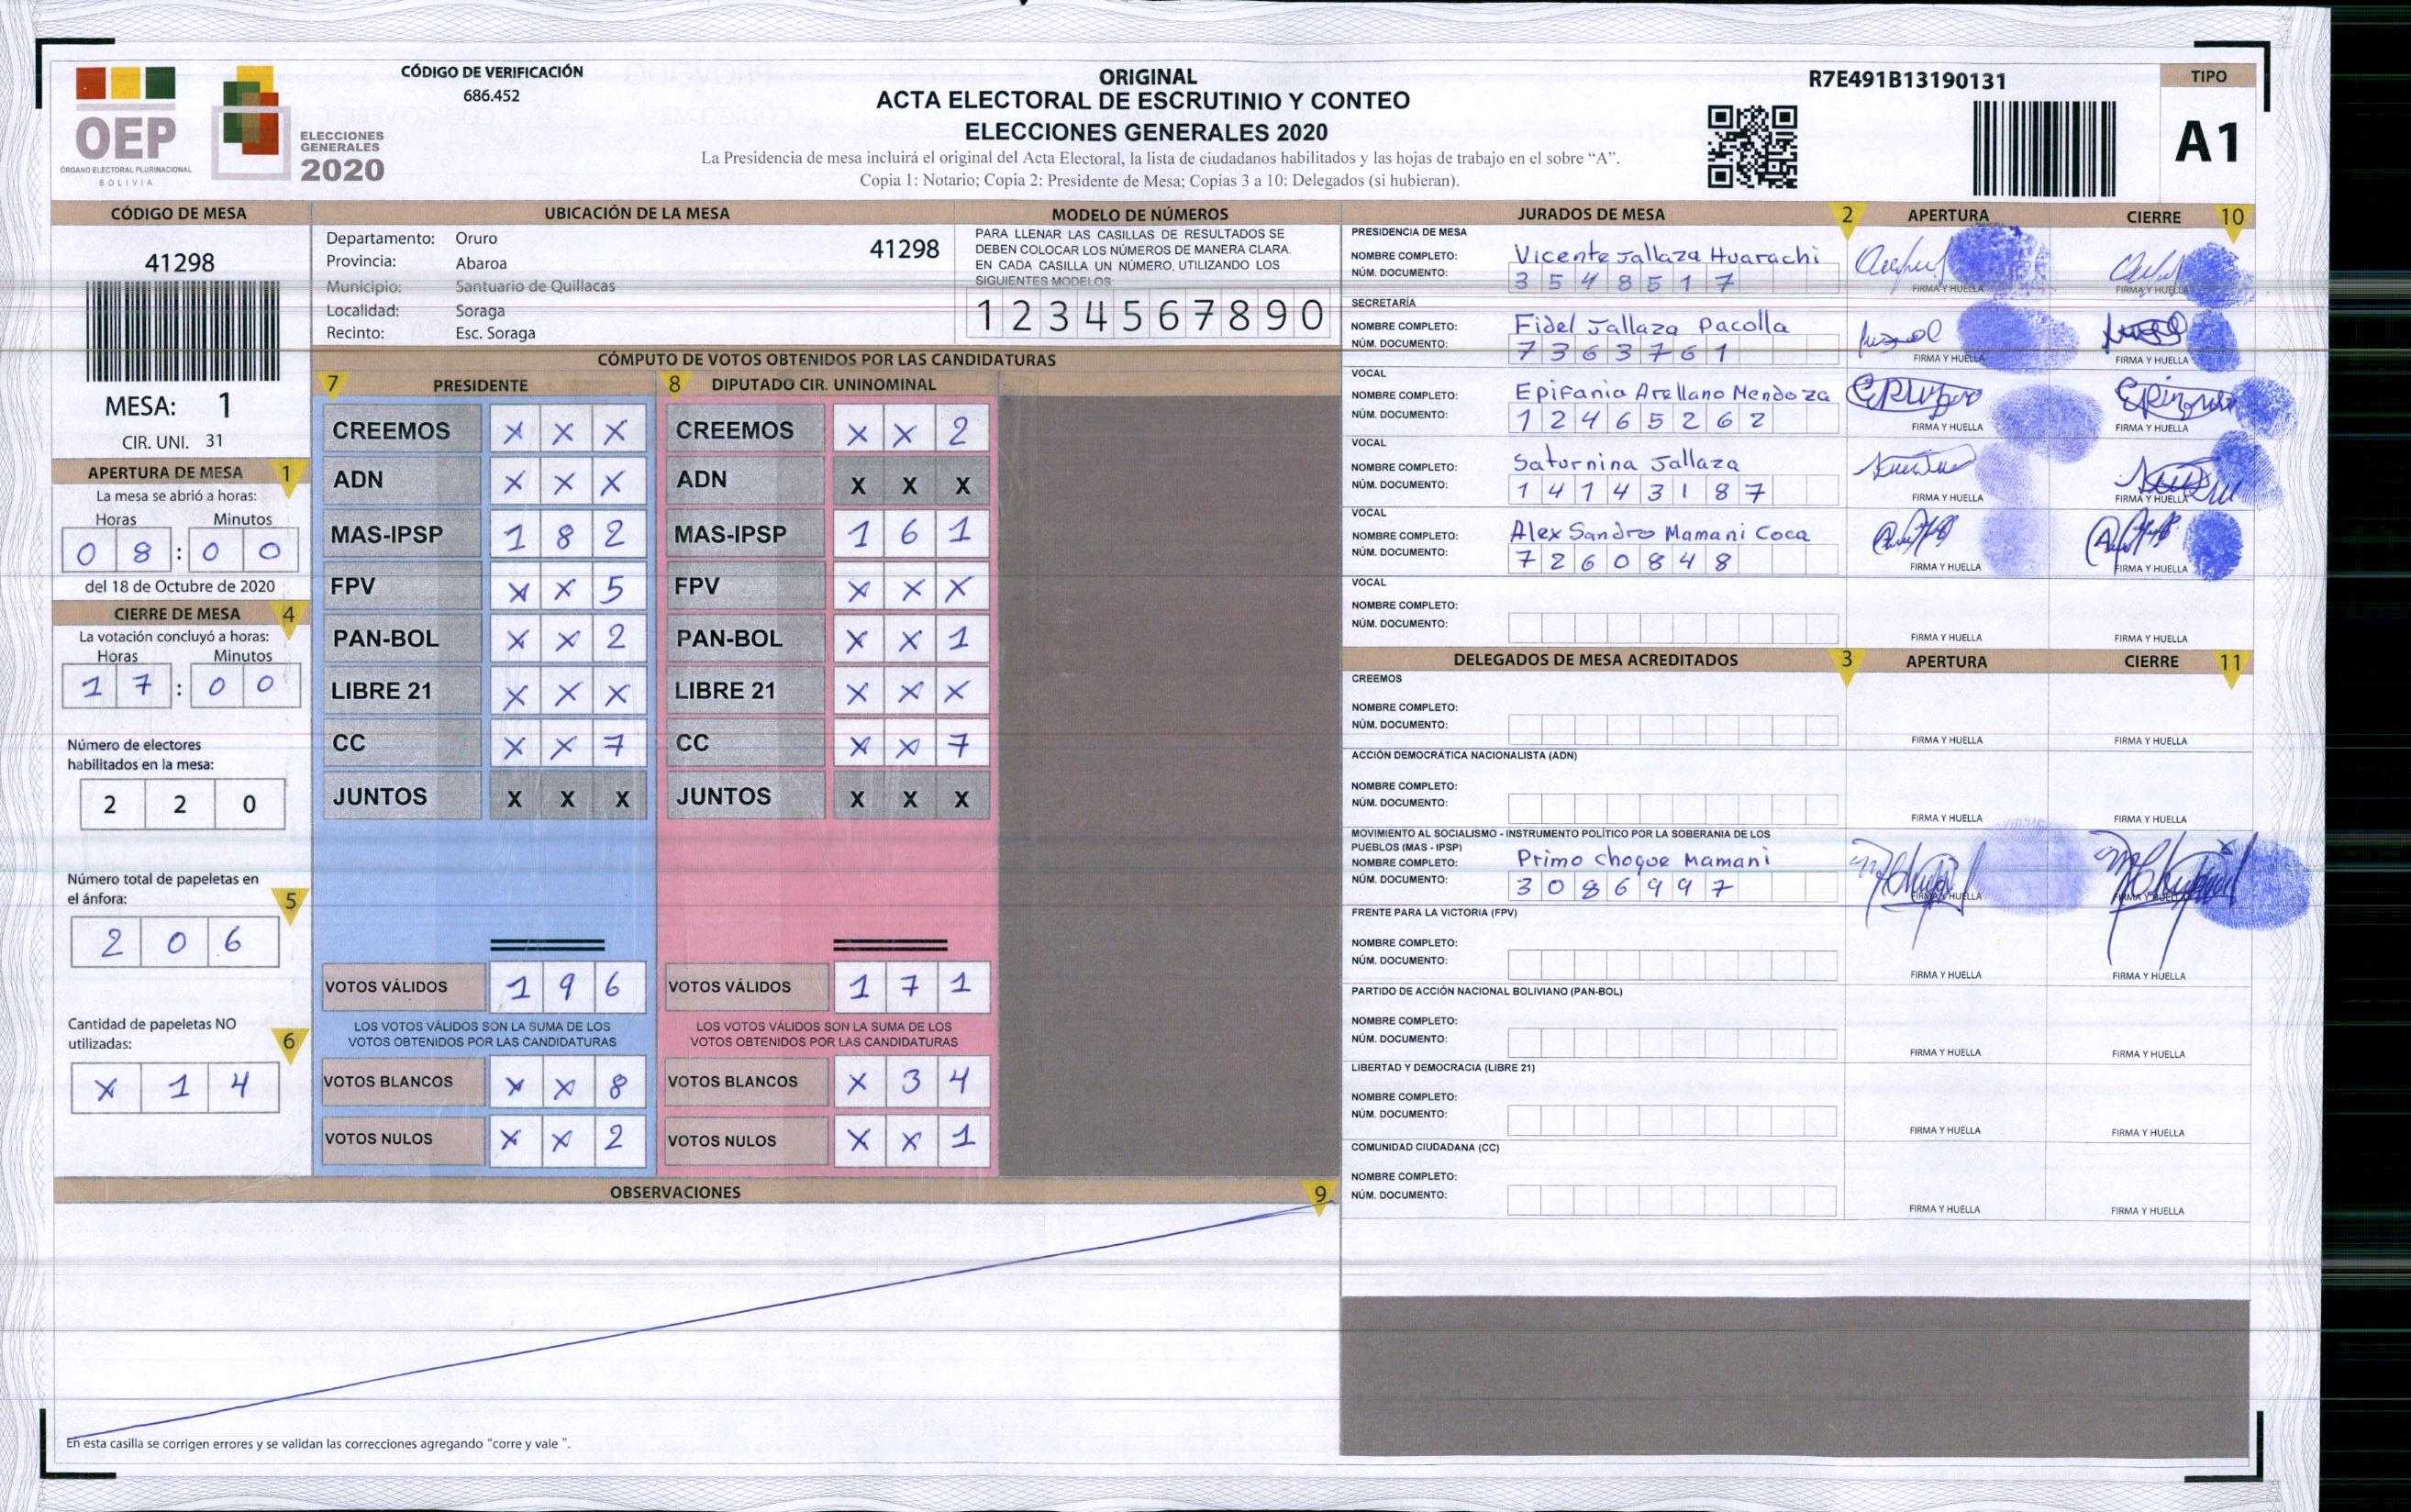 CÓDIGO DE VERIFICACIÓN
686.452
OEP
ÓRGANO ELECTORAL PLURINACIONAL
BOLIVIA
ELECCIONES
GENERALES
2020
ORIGINAL
ACTA ELECTORAL DE ESCRUTINIO Y CONTEO
ELECCIONES GENERALES 2020
La Presidencia de mesa incluirá el original del Acta Electoral, la lista de ciudadanos habilitados y las hojas de trabajo en el sobre “A”.
Copia 1: Notario; Copia 2: Presidente de Mesa; Copias 3 a 10: Delegados (si hubieran).
R7E491B13190131
TIPO
A1
CÓDIGO DE MESA
41298
MESA: 1
CIR. UNI. 31
APERTURA DE MESA 1
La mesa se abrió a horas:
Horas Minutos
0 8 : 0 0
del 18 de Octubre de 2020
CIERRE DE MESA 4
La votación concluyó a horas:
Horas Minutos
1 7 : 0 0
Número de electores
habilitados en la mesa:
2 2 0
Número total de papeletas en
el ánfora: 5
2 0 6
Cantidad de papeletas NO
utilizadas: 6
X 1 4
UBICACIÓN DE LA MESA
Departamento: Oruro 41298
Provincia: Abaroa
Municipio: Santuario de Quillacas
Localidad: Soraga
Recinto: Esc. Soraga
MODELO DE NÚMEROS
PARA LLENAR LAS CASILLAS DE RESULTADOS SE
DEBEN COLOCAR LOS NÚMEROS DE MANERA CLARA.
EN CADA CASILLA UN NÚMERO, UTILIZANDO LOS
SIGUIENTES MODELOS
1 2 3 4 5 6 7 8 9 0
CÓMPUTO DE VOTOS OBTENIDOS POR LAS CANDIDATURAS
7 PRESIDENTE 8 DIPUTADO CIR. UNINOMINAL
CREEMOS X X X CREEMOS X X 2
ADN X X X ADN X X X
MAS-IPSP 1 8 2 MAS-IPSP 1 6 1
FPV X X 5 FPV X X X
PAN-BOL X X 2 PAN-BOL X X 1
LIBRE 21 X X X LIBRE 21 X X X
CC X X 7 CC X X 7
JUNTOS X X X JUNTOS X X X
VOTOS VÁLIDOS 1 9 6 VOTOS VÁLIDOS 1 7 1
LOS VOTOS VÁLIDOS SON LA SUMA DE LOS LOS VOTOS VÁLIDOS SON LA SUMA DE LOS
VOTOS OBTENIDOS POR LAS CANDIDATURAS VOTOS OBTENIDOS POR LAS CANDIDATURAS
VOTOS BLANCOS X X 8 VOTOS BLANCOS X 3 4
VOTOS NULOS X X 2 VOTOS NULOS X X 1
OBSERVACIONES 9
En esta casilla se corrigen errores y se validan las correcciones agregando "corre y vale ".
JURADOS DE MESA 2 APERTURA CIERRE 10
PRESIDENCIA DE MESA
NOMBRE COMPLETO: Vicente Jallaza Huarachi
NÚM. DOCUMENTO: 3 5 4 8 5 1 7
FIRMA Y HUELLA FIRMA Y HUELLA
SECRETARÍA
NOMBRE COMPLETO: Fidel Jallaza Pacolla
NÚM. DOCUMENTO: 7 3 6 3 7 6 1
FIRMA Y HUELLA FIRMA Y HUELLA
VOCAL
NOMBRE COMPLETO: Epifania Arellano Mendoza
NÚM. DOCUMENTO: 1 2 4 6 5 2 6 2
FIRMA Y HUELLA FIRMA Y HUELLA
VOCAL
NOMBRE COMPLETO: Saturnina Jallaza
NÚM. DOCUMENTO: 1 4 1 4 3 1 8 7
FIRMA Y HUELLA FIRMA Y HUELLA
VOCAL
NOMBRE COMPLETO: Alex Sandro Mamani Coca
NÚM. DOCUMENTO: 7 2 6 0 8 4 8
FIRMA Y HUELLA FIRMA Y HUELLA
VOCAL
NOMBRE COMPLETO:
NÚM. DOCUMENTO:
FIRMA Y HUELLA FIRMA Y HUELLA
DELEGADOS DE MESA ACREDITADOS 3 APERTURA CIERRE 11
CREEMOS
NOMBRE COMPLETO:
NÚM. DOCUMENTO:
FIRMA Y HUELLA FIRMA Y HUELLA
ACCIÓN DEMOCRÁTICA NACIONALISTA (ADN)
NOMBRE COMPLETO:
NÚM. DOCUMENTO:
FIRMA Y HUELLA FIRMA Y HUELLA
MOVIMIENTO AL SOCIALISMO - INSTRUMENTO POLÍTICO POR LA SOBERANIA DE LOS
PUEBLOS (MAS - IPSP)
NOMBRE COMPLETO: Primo choque Mamani
NÚM. DOCUMENTO: 3 0 8 6 9 9 7
FIRMA Y HUELLA FIRMA Y HUELLA
FRENTE PARA LA VICTORIA (FPV)
NOMBRE COMPLETO:
NÚM. DOCUMENTO:
FIRMA Y HUELLA FIRMA Y HUELLA
PARTIDO DE ACCIÓN NACIONAL BOLIVIANO (PAN-BOL)
NOMBRE COMPLETO:
NÚM. DOCUMENTO:
FIRMA Y HUELLA FIRMA Y HUELLA
LIBERTAD Y DEMOCRACIA (LIBRE 21)
NOMBRE COMPLETO:
NÚM. DOCUMENTO:
FIRMA Y HUELLA FIRMA Y HUELLA
COMUNIDAD CIUDADANA (CC)
NOMBRE COMPLETO:
NÚM. DOCUMENTO:
FIRMA Y HUELLA FIRMA Y HUELLA